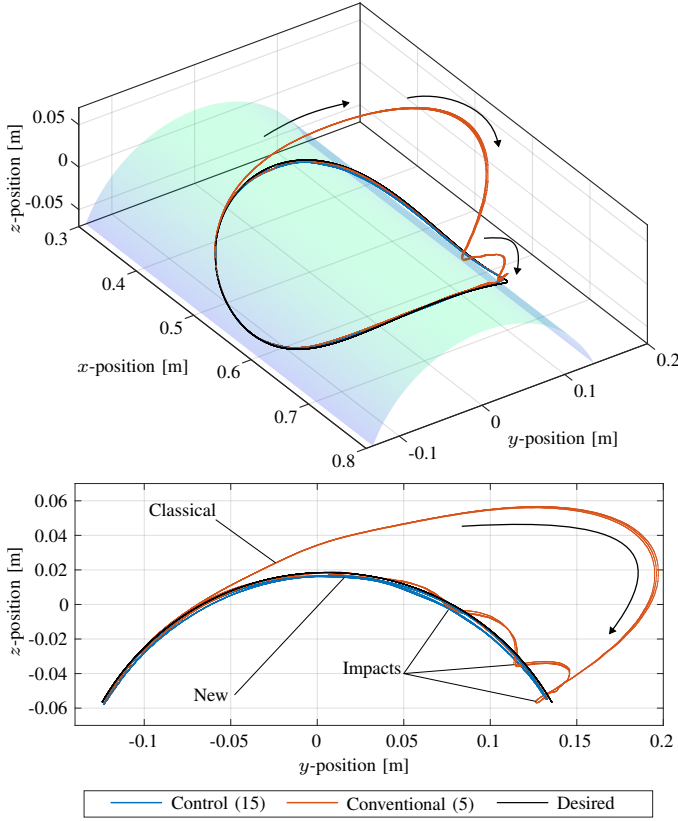 z-position [m]
0.05
0
-0.05
0.3
0.4
0.5
0.6
0.7
0.8
x-position [m]
-0.1
0
0.1
0.2
y-position [m]
z-position [m]
0.06
0.04
0.02
0
-0.02
-0.04
-0.06
Classical
Impacts
New
-0.1
-0.05
0
0.05
0.1
0.15
0.2
y-position [m]
Control (15)
Conventional (5)
Desired